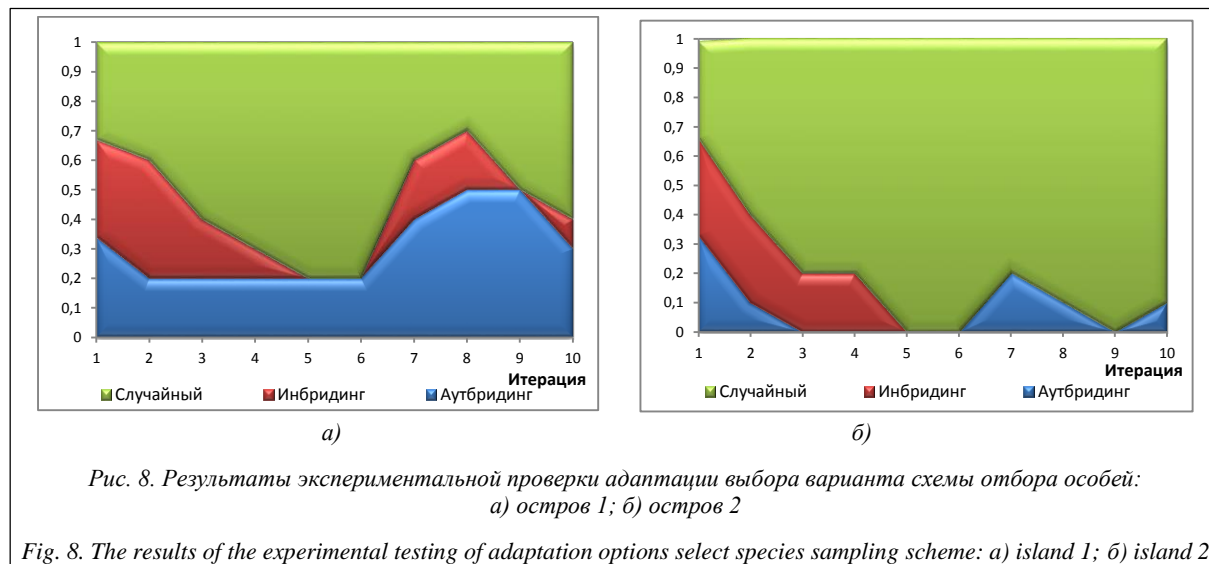 1
0,9
0,8
0,7
0,6
0,5
0,4
0,3
0,2
0,1
0
1 2 3 4 5 6 7 8 9 10
Итерация
Случайный Инбридинг Аутбридинг
а)
1
0,9
0,8
0,7
0,6
0,5
0,4
0,3
0,2
0,1
0
1 2 3 4 5 6 7 8 9 10
Итерация
Случайный Инбридинг Аутбридинг
б)
Рис. 8. Результаты экспериментальной проверки адаптации выбора варианта схемы отбора особей:
а) остров 1; б) остров 2
Fig. 8. The results of the experimental testing of adaptation options select species sampling scheme: a) island 1; б) island 2